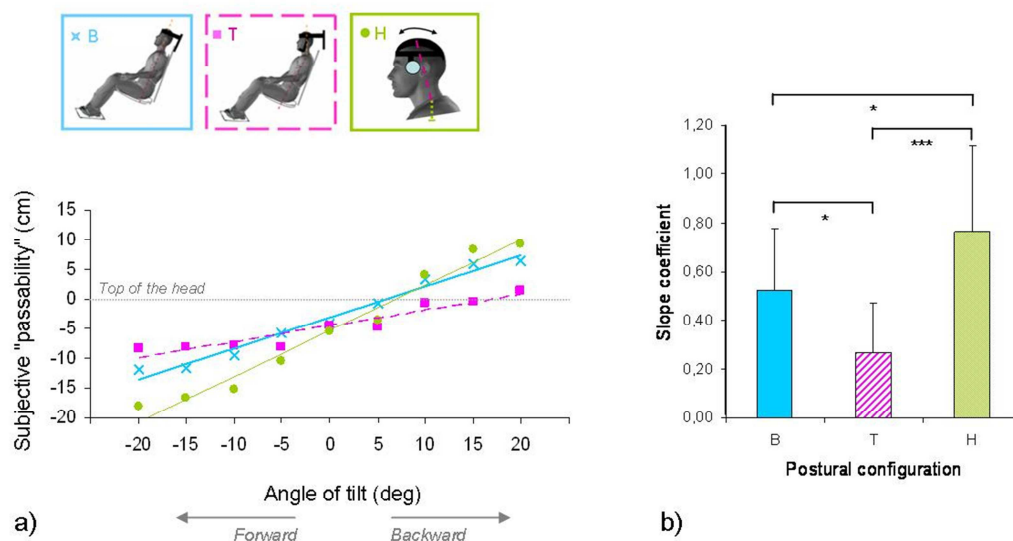 B
T
H
Subjective "passability" (cm)
15
10
5
0
-5
-10
-15
-20
Top of the head
-20 -15 -10 -5 0 5 10 15 20
Angle of tilt (deg)
Forward Backward
a)
Slope coefficient
1,20
1,00
0,80
0,60
0,40
0,20
0,00
*
***
*
B T H
Postural configuration
b)